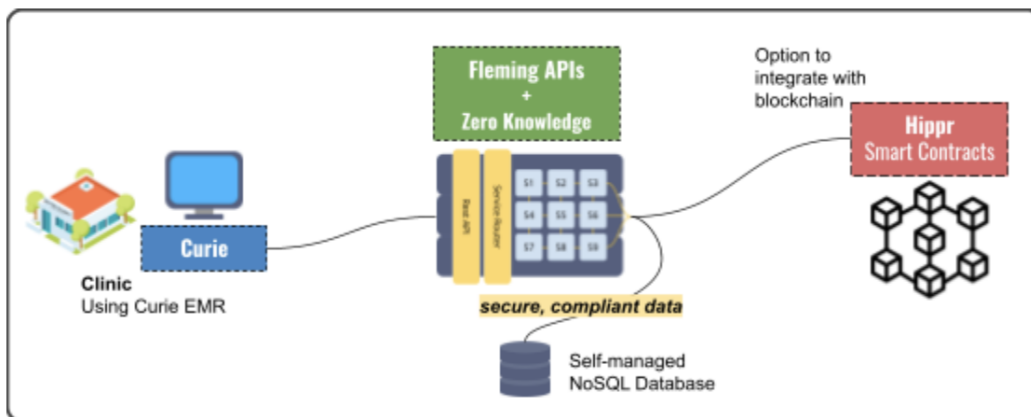 Fleming APIs
+
Zero Knowledge
Option to
integrate with
blockchain
Hippr
Smart Contracts
Curie
Clinic
Using Curie EMR
Rest API
Service Router
S1 S2 S3
S4 S5 S6
S7 S8 S9
secure, compliant data
Self-managed
NoSQL Database